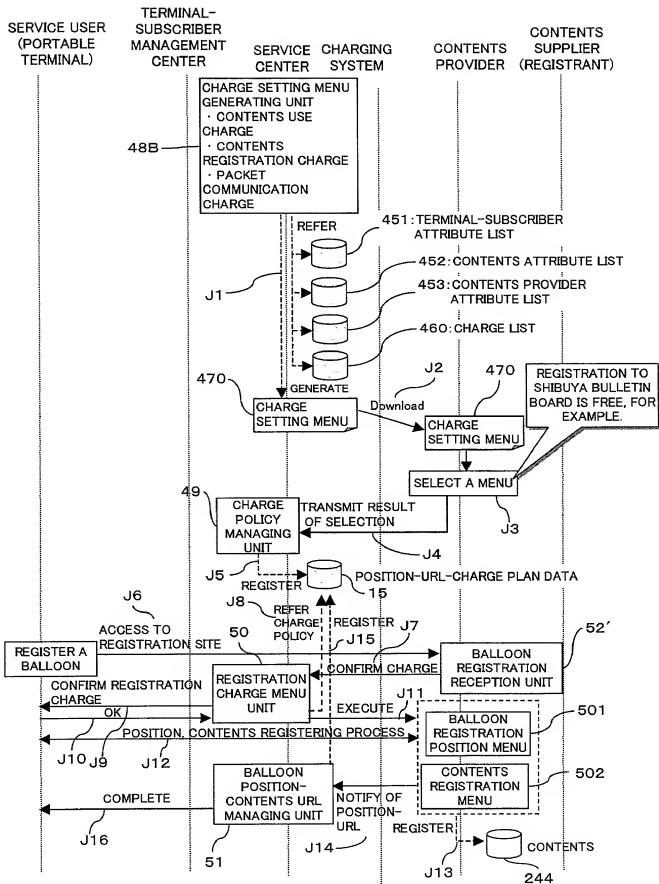 SERVICE USER
(PORTABLE
TERMINAL)
TERMINAL-
SUBSCRIBER
MANAGEMENT
CENTER
SERVICE
CENTER
CHARGING
SYSTEM
CONTENTS
PROVIDER
CONTENTS
SUPPLIER
(REGISTRANT)
CHARGE SETTING MENU
GENERATING UNIT
・CONTENTS USE
CHARGE
・CONTENTS
REGISTRATION CHARGE
・PACKET
COMMUNICATION
CHARGE
48B
REFER
451:TERMINAL-SUBSCRIBER
ATTRIBUTE LIST
452:CONTENTS ATTRIBUTE LIST
453:CONTENTS PROVIDER
ATTRIBUTE LIST
460:CHARGE LIST
J1
GENERATE
J2
470
CHARGE
SETTING MENU
Download
470
CHARGE
SETTING MENU
REGISTRATION TO
SHIBUYA BULLETIN
BOARD IS FREE, FOR
EXAMPLE.
SELECT A MENU
J3
49
CHARGE
POLICY
MANAGING
UNIT
TRANSMIT RESULT
OF SELECTION
J4
J5
REGISTER
15
POSITION-URL-CHARGE PLAN DATA
J6
ACCESS TO
REGISTRATION SITE
J8
REFER
CHARGE
POLICY
REGISTER
J15
J7
52'
REGISTER A
BALLOON
50
REGISTRATION
CHARGE MENU
UNIT
CONFIRM CHARGE
BALLOON
REGISTRATION
RECEPTION UNIT
CONFIRM REGISTRATION
CHARGE
OK
J10
J9
EXECUTE
J11
POSITION, CONTENTS REGISTERING PROCESS
J12
BALLOON
REGISTRATION
POSITION MENU
501
CONTENTS
REGISTRATION
MENU
502
BALLOON
POSITION-
CONTENTS URL
MANAGING UNIT
51
COMPLETE
J16
NOTIFY OF
POSITION-
URL
J14
REGISTER
J13
CONTENTS
244